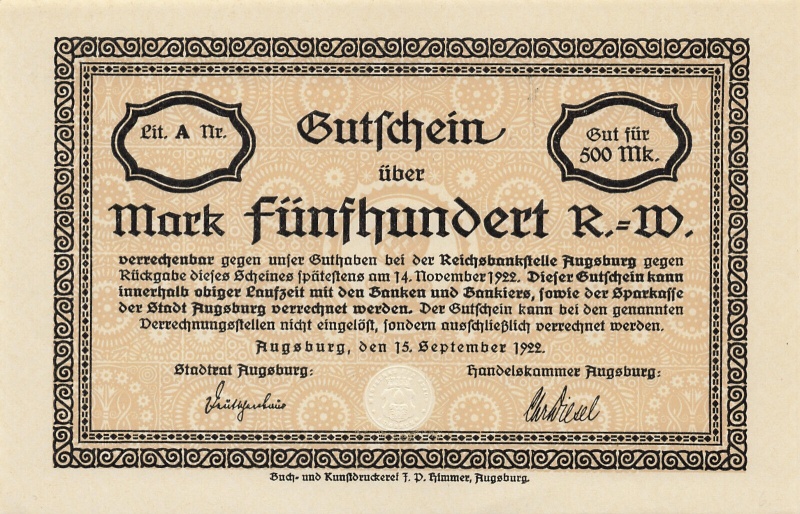 Lit. A Nr.
Gutschein
Gut für
500 Mk.
über
Mark Fünfhundert R.=W.
verrechenbar gegen unser Guthaben bei der Reichsbankstelle Augsburg gegen
Rückgabe dieses Scheines spätestens am 14. November 1922. Dieser Gutschein kann
innerhalb obiger Laufzeit mit den Banken und Bankiers, sowie der Sparkasse
der Stadt Augsburg verrechnet werden. Der Gutschein kann bei den genannten
Verrechnungsstellen nicht eingelöst, sondern ausschließlich verrechnet werden.
Augsburg, den 15. September 1922.
Stadtrat Augsburg:
Handelskammer Augsburg:
Chr Diesel
Buch- und Kunstdruckerei J. P. Himmer, Augsburg.